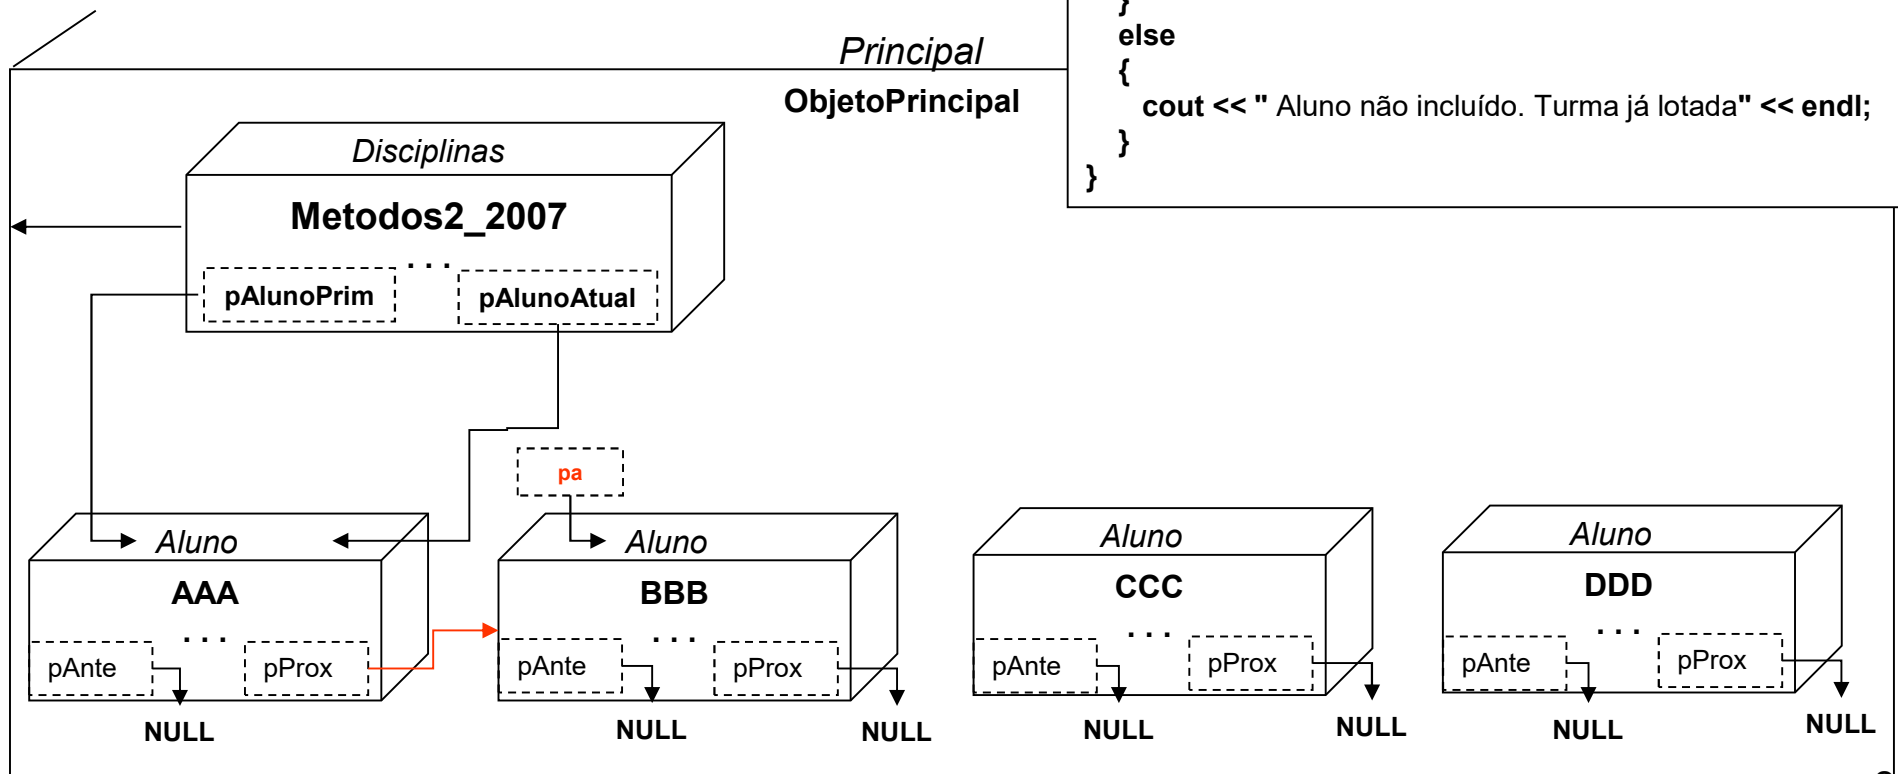 }
else
{
cout << " Aluno não incluído. Turma já lotada" << endl;
}
}
Principal
ObjetoPrincipal
Disciplinas
Metodos2_2007
. . .
pAlunoPrim
pAlunoAtual
pa
Aluno
AAA
. . .
pAnte
pProx
NULL
Aluno
BBB
. . .
pAnte
pProx
NULL
NULL
Aluno
CCC
. . .
pAnte
pProx
NULL
NULL
Aluno
DDD
. . .
pAnte
pProx
NULL
NULL